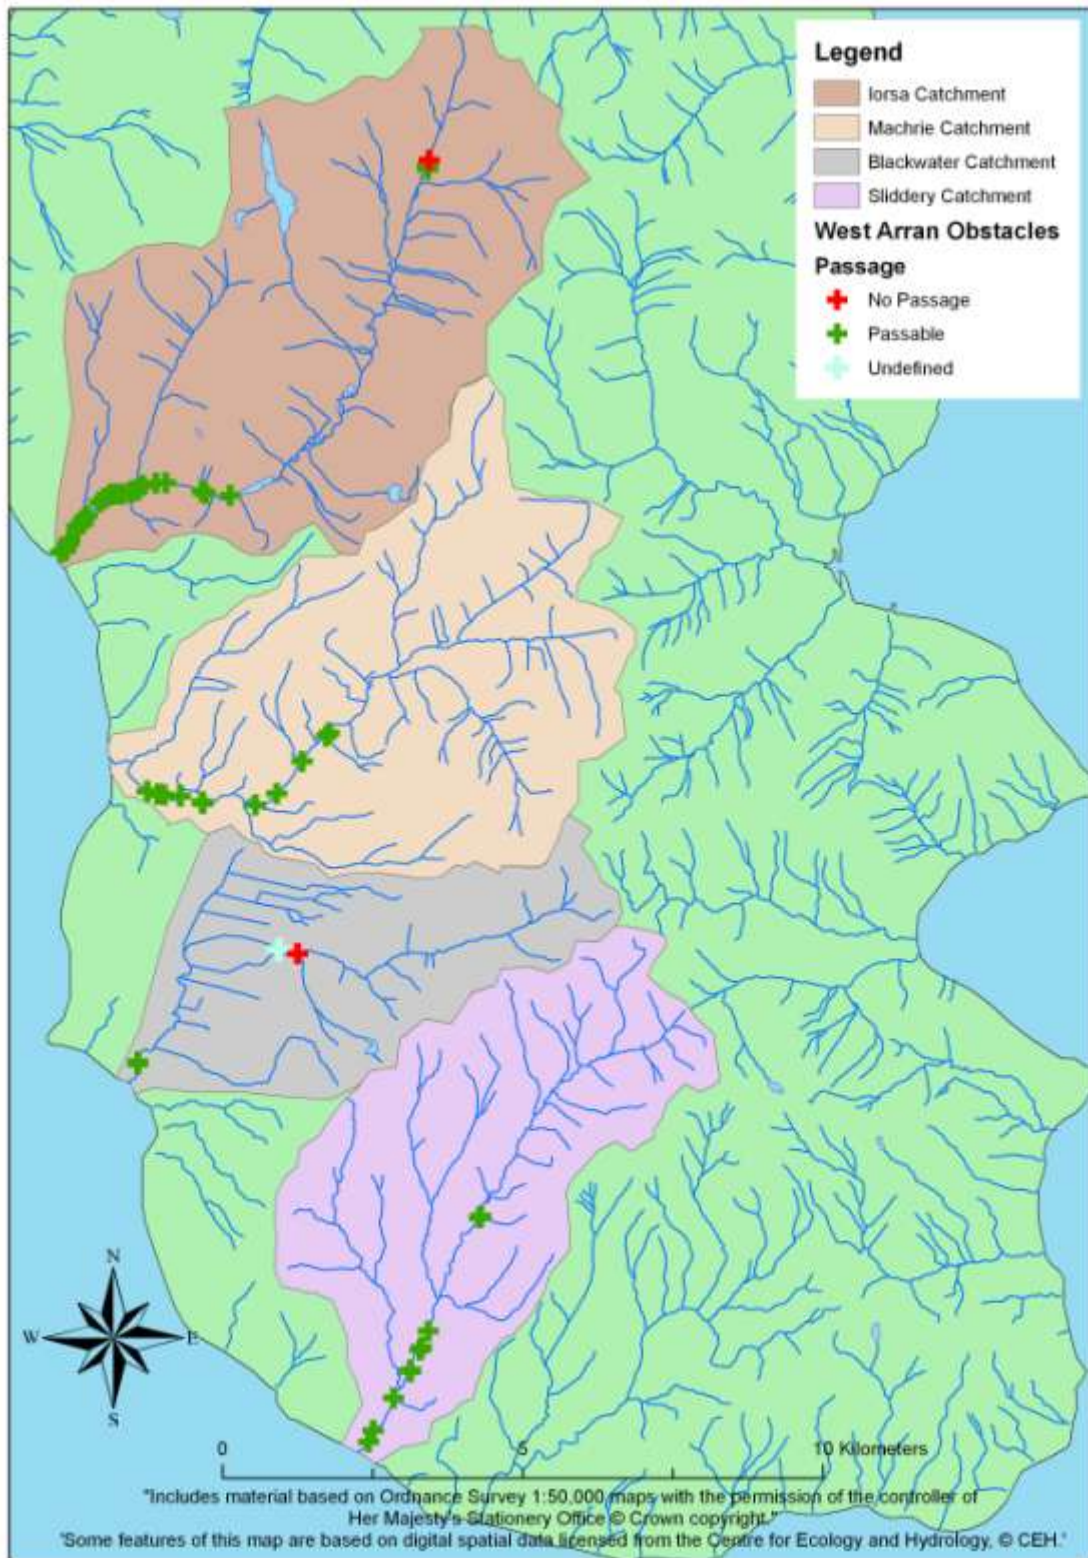 Legend
Iorsa Catchment
Machrie Catchment
Blackwater Catchment
Sliddery Catchment
West Arran Obstacles
Passage
No Passage
Passable
Undefined
N
W
E
S
0
5
10 Kilometers
"Includes material based on Ordnance Survey 1:50,000 maps with the permission of the controller of
Her Majesty's Stationery Office © Crown copyright."
'Some features of this map are based on digital spatial data licensed from the Centre for Ecology and Hydrology, © CEH.'